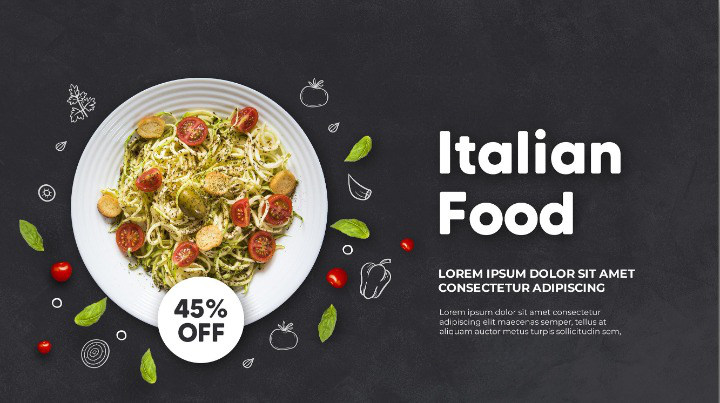 Italian
Food
LOREM IPSUM DOLOR SIT AMET
CONSECTETUR ADIPISCING
Lorem ipsum dolor sit amet consectetur
adipiscing elit maecenas semper, tellus at
aliquam auctor metus turpis sollicitudin sem,
45%
OFF